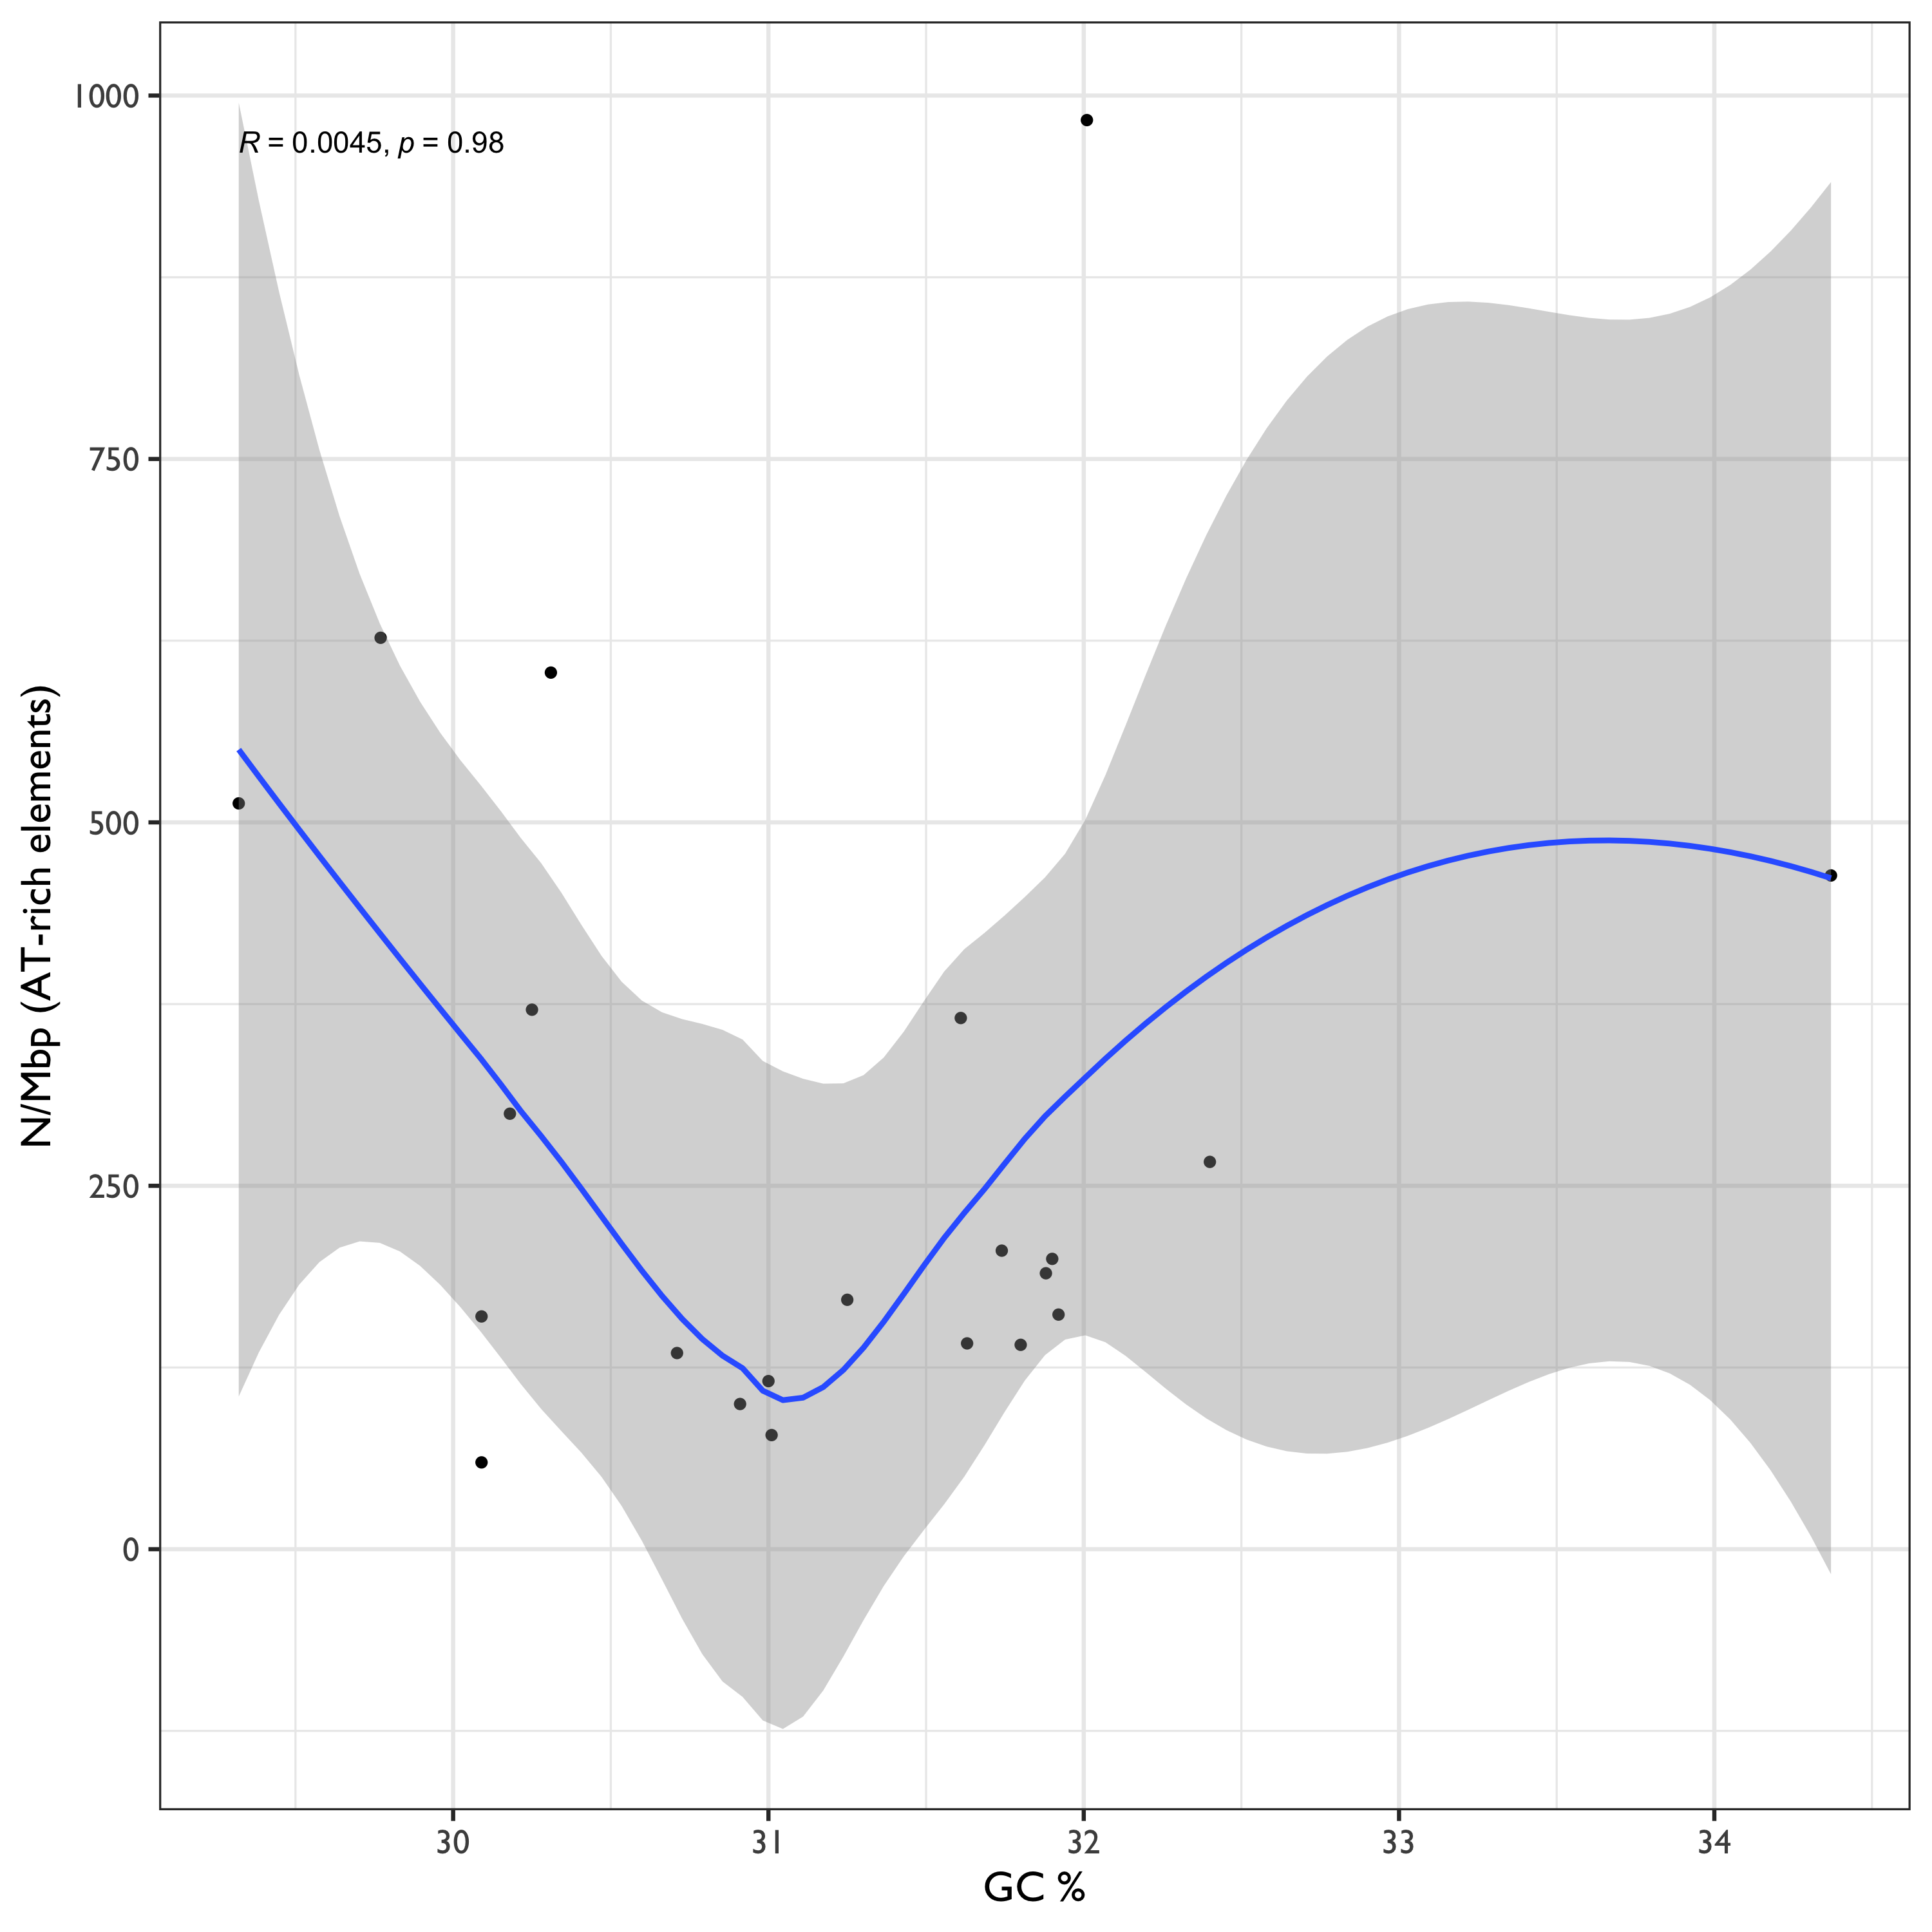 R = 0.0045, p = 0.98
N/Mbp (AT-rich elements)
1000
750
500
250
0
30 31 32 33 34
GC %